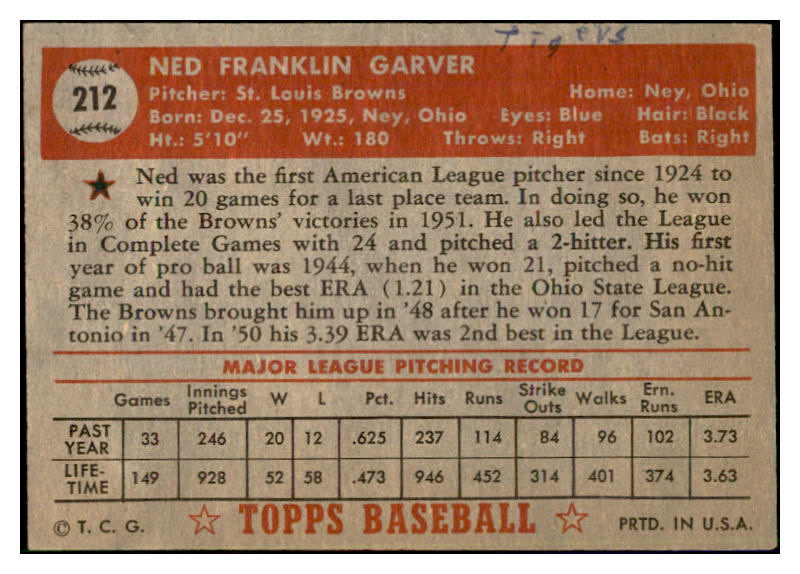 Tigers
NED FRANKLIN GARVER
212
Pitcher: St. Louis Browns Home: Ney, Ohio
Born: Dec. 25, 1925, Ney, Ohio Eyes: Blue Hair: Black
Ht.: 5'10" Wt.: 180 Throws: Right Bats: Right
Ned was the first American League pitcher since 1924 to
win 20 games for a last place team. In doing so, he won
38% of the Browns' victories in 1951. He also led the League
in Complete Games with 24 and pitched a 2-hitter. His first
year of pro ball was 1944, when he won 21, pitched a no-hit
game and had the best ERA (1.21) in the Ohio State League.
The Browns brought him up in '48 after he won 17 for San An-
tonio in '47. In '50 his 3.39 ERA was 2nd best in the League.
MAJOR LEAGUE PITCHING RECORD
Games Innings Pitched W L Pct. Hits Runs Strike Outs Walks Ern. Runs ERA
PAST YEAR 33 246 20 12 .625 237 114 84 96 102 3.73
LIFE-TIME 149 928 52 58 .473 946 452 314 401 374 3.63
© T. C. G. TOPPS BASEBALL PRTD. IN U.S.A.